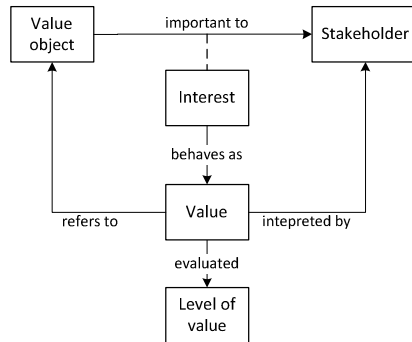 Value
object
important to
Stakeholder
Interest
behaves as
refers to
Value
intepreted by
evaluated
Level of
value